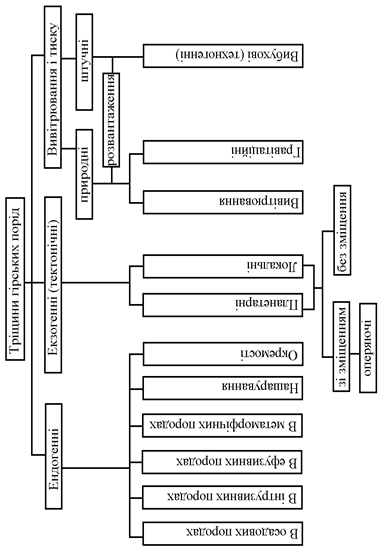 Тріщини гірських порід
Ендогенні
Екзогенні (тектонічні)
Вивітрювання і тиску
природні
штучні
розвантаження
В осадових породах
В інтрузивних породах
В ефузивних породах
В метаморфічних породах
Нашарування
Окремості
Планетарні
Локальні
Вивітрювання
Гравітаційні
Вибухові (техногенні)
зі зміщенням
без зміщення
оперяючі